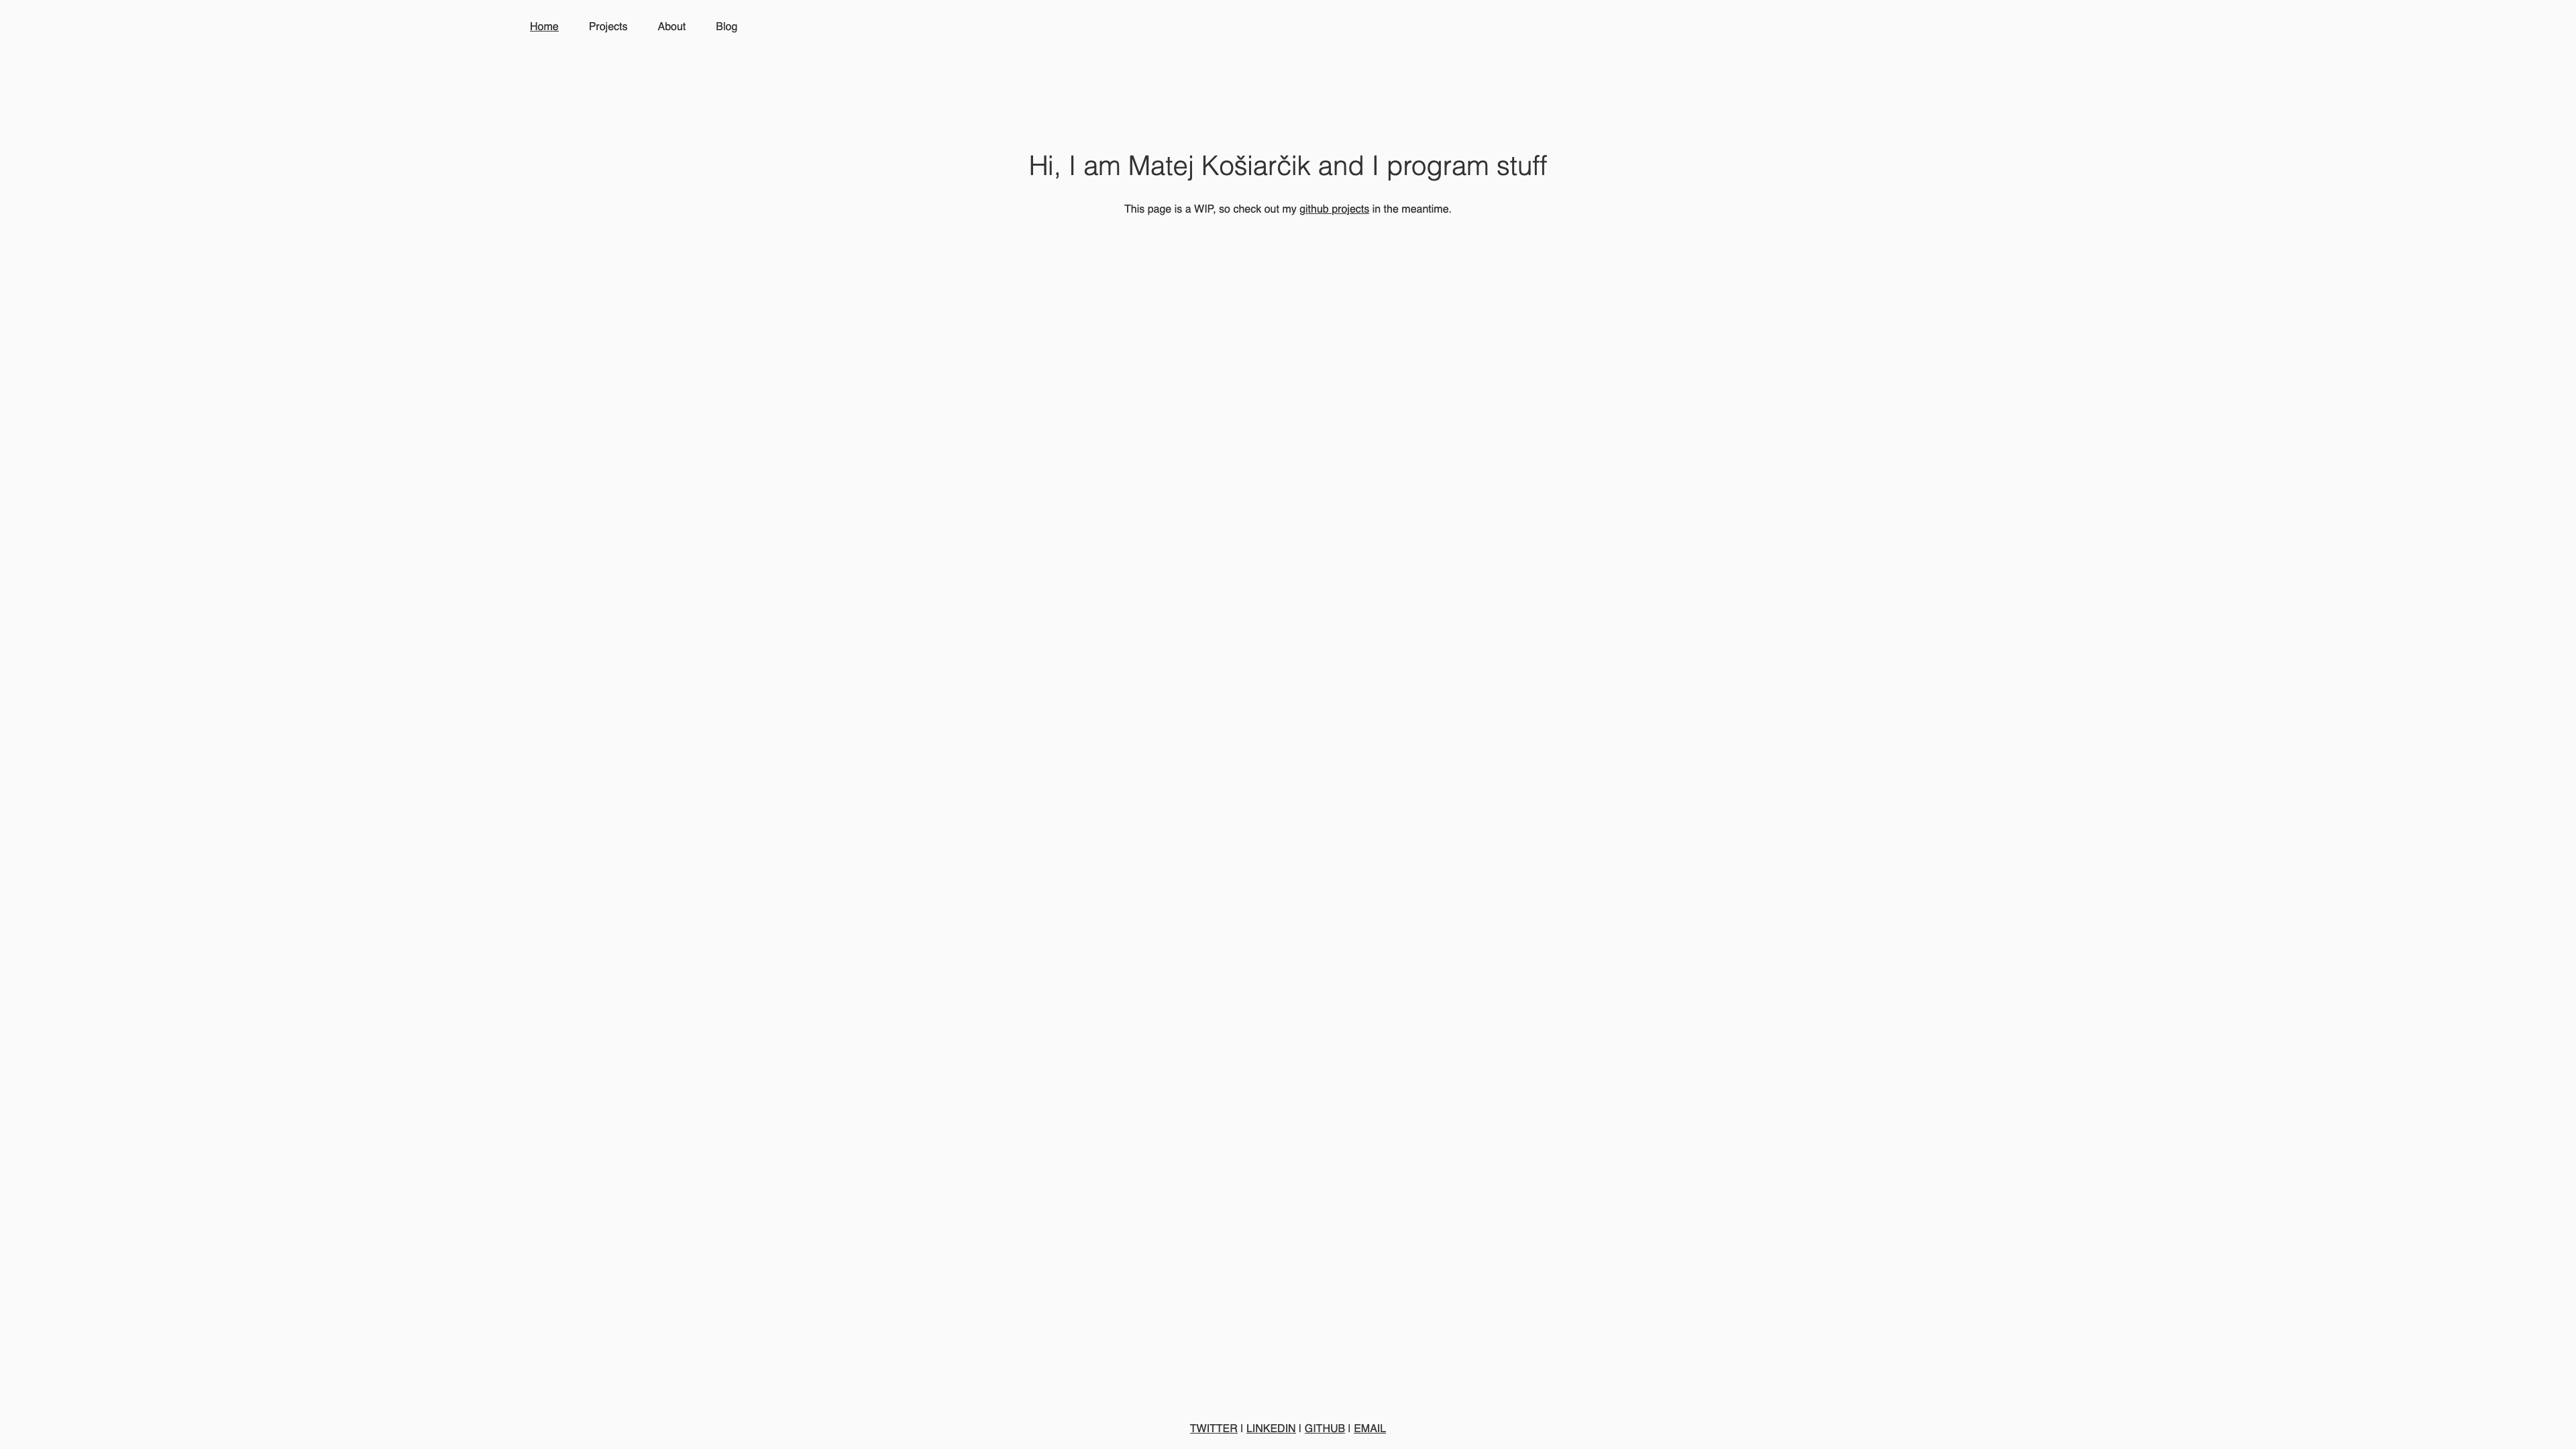 Home Projects About Blog
Hi, I am Matej Košiarčik and I program stuff
This page is a WIP, so check out my github projects in the meantime.
TWITTER | LINKEDIN | GITHUB | EMAIL